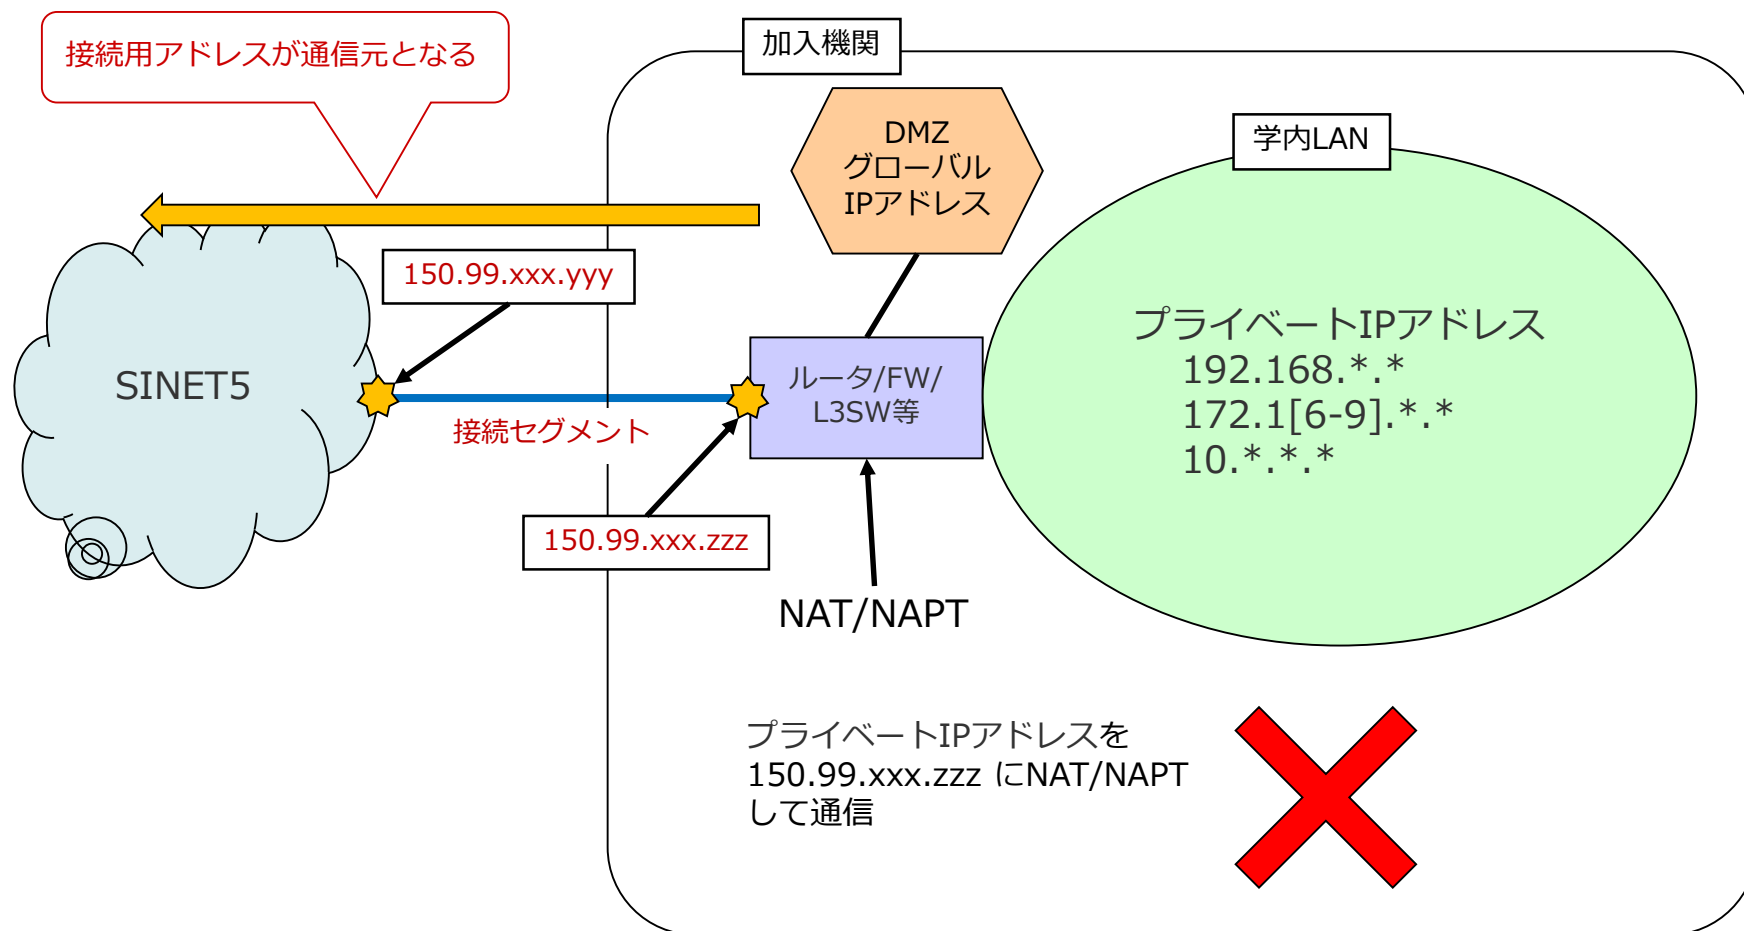 接続用アドレスが通信元となる
加入機関
DMZ
グローバル
IPアドレス
学内LAN
150.99.xxx.yyy
プライベートIPアドレス
192.168.*.*
172.1[6-9].*.*
10.*.*.*
SINET5
ルータ/FW/
L3SW等
接続セグメント
150.99.xxx.zzz
NAT/NAPT
プライベートIPアドレスを
150.99.xxx.zzz にNAT/NAPT
して通信